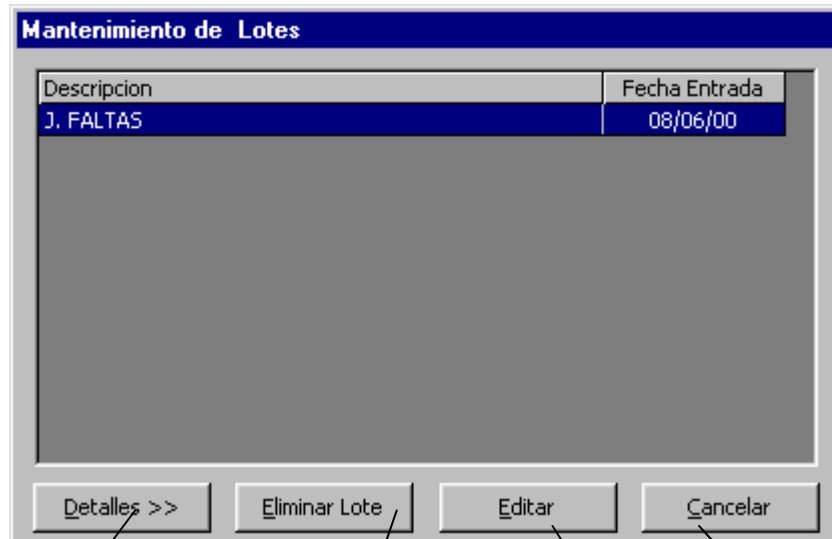 Mantenimiento de Lotes
Descripcion Fecha Entrada
J. FALTAS 08/06/00
Detalles >> Eliminar Lote Editar Cancelar